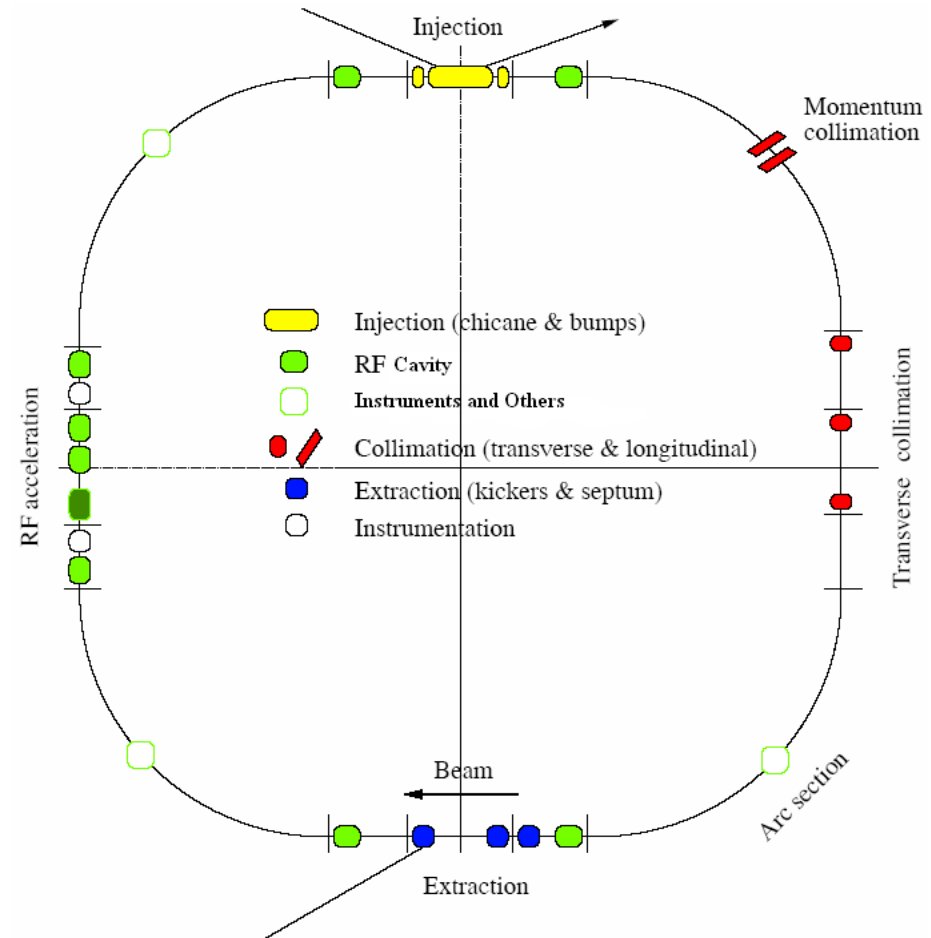 Injection
Momentum
collimation
Injection (chicane & bumps)
RF Cavity
Instruments and Others
Collimation (transverse & longitudinal)
Extraction (kickers & septum)
Instrumentation
RF acceleration
Transverse collimation
Beam
Arc section
Extraction